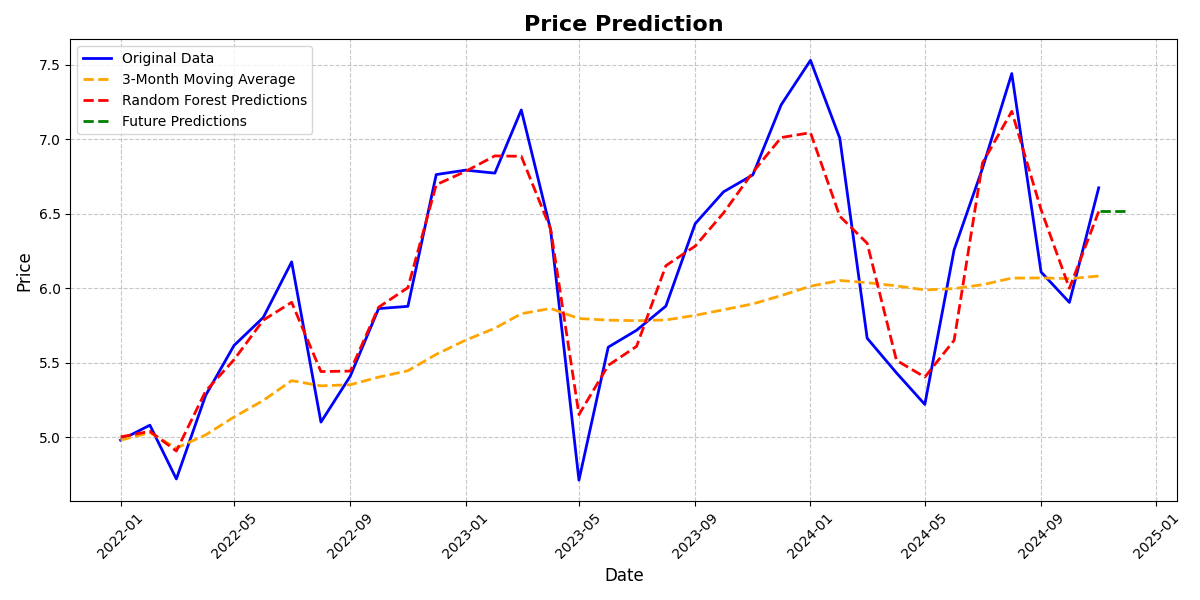 Price Prediction
Original Data
3-Month Moving Average
Random Forest Predictions
Future Predictions
Price
7.5
7.0
6.5
6.0
5.5
5.0
2022-01
2022-05
2022-09
2023-01
2023-05
2023-09
2024-01
2024-05
2024-09
2025-01
Date